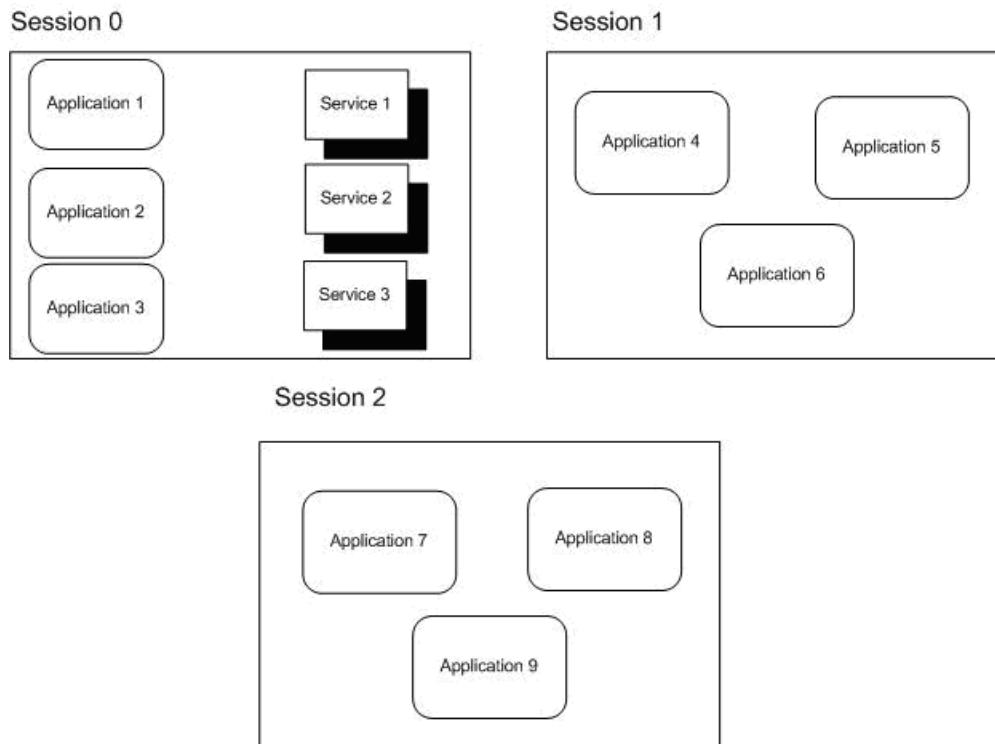 Session 0
Application 1
Service 1
Application 2
Service 2
Application 3
Service 3
Session 1
Application 4
Application 5
Application 6
Session 2
Application 7
Application 8
Application 9